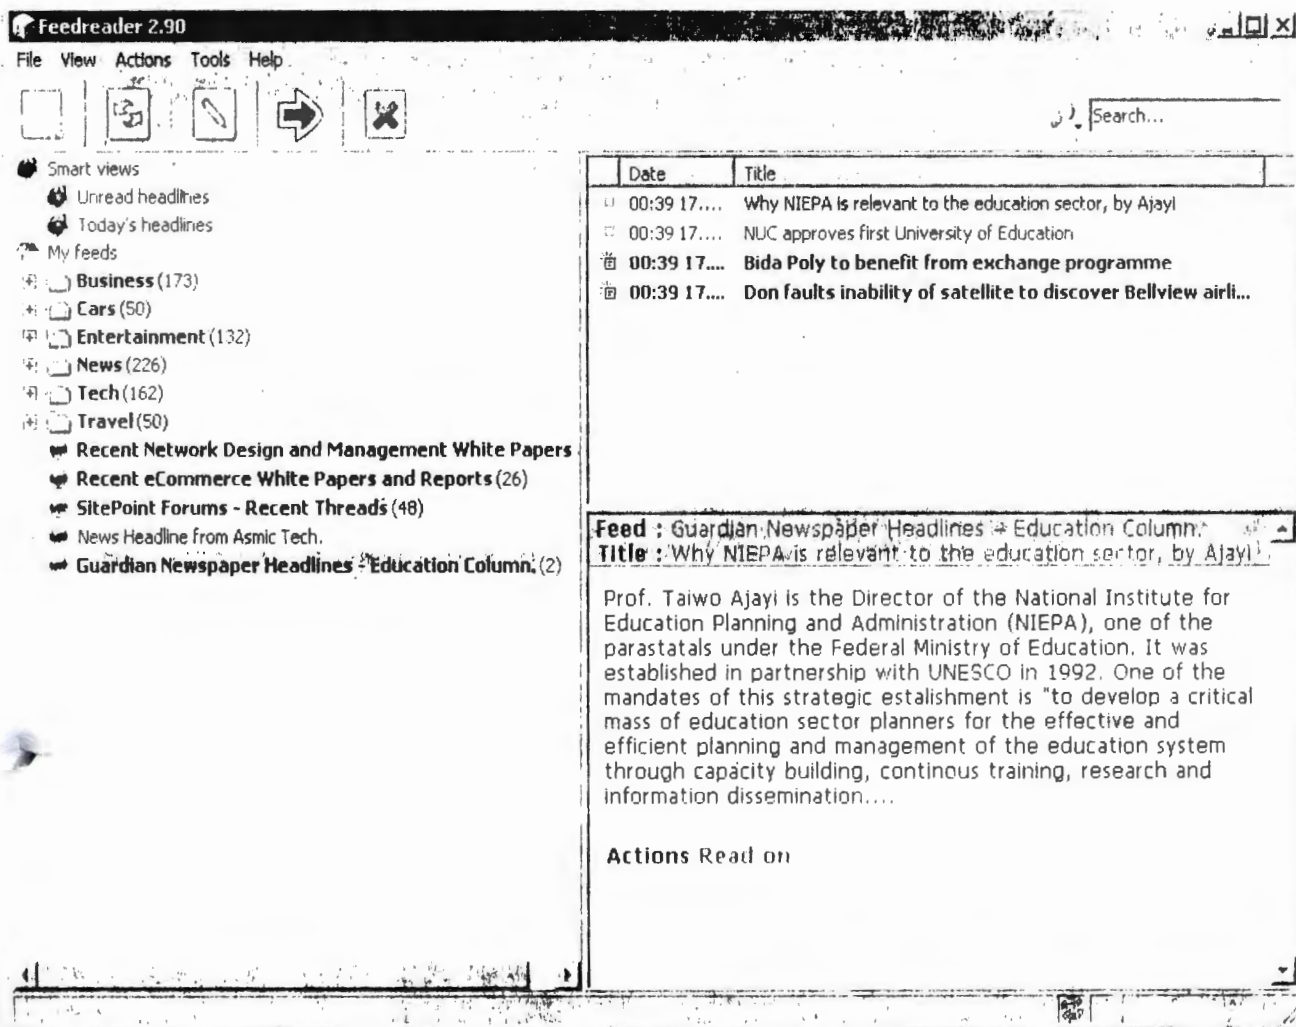 Feedreader 2.90
File View Actions Tools Help
Search...
Smart views
Unread headlines
Today's headlines
My feeds
Business (173)
Cars (50)
Entertainment (132)
News (226)
Tech (162)
Travel (50)
Recent Network Design and Management White Papers
Recent eCommerce White Papers and Reports (26)
SitePoint Forums - Recent Threads (48)
News Headline from Asmic Tech.
Guardian Newspaper Headlines - Education Column. (2)
Date Title
00:39 17.... Why NIEPA is relevant to the education sector, by Ajayi
00:39 17.... NUC approves first University of Education
00:39 17.... Bida Poly to benefit from exchange programme
00:39 17.... Don faults inability of satellite to discover Bellview airli...
Feed : Guardian Newspaper Headlines - Education Column.
Title : Why NIEPA is relevant to the education sector, by Ajayi
Prof. Taiwo Ajayi is the Director of the National Institute for
Education Planning and Administration (NIEPA), one of the
parastatals under the Federal Ministry of Education. It was
established in partnership with UNESCO in 1992. One of the
mandates of this strategic estalishment is "to develop a critical
mass of education sector planners for the effective and
efficient planning and management of the education system
through capacity building, continous training, research and
information dissemination....
Actions Read on